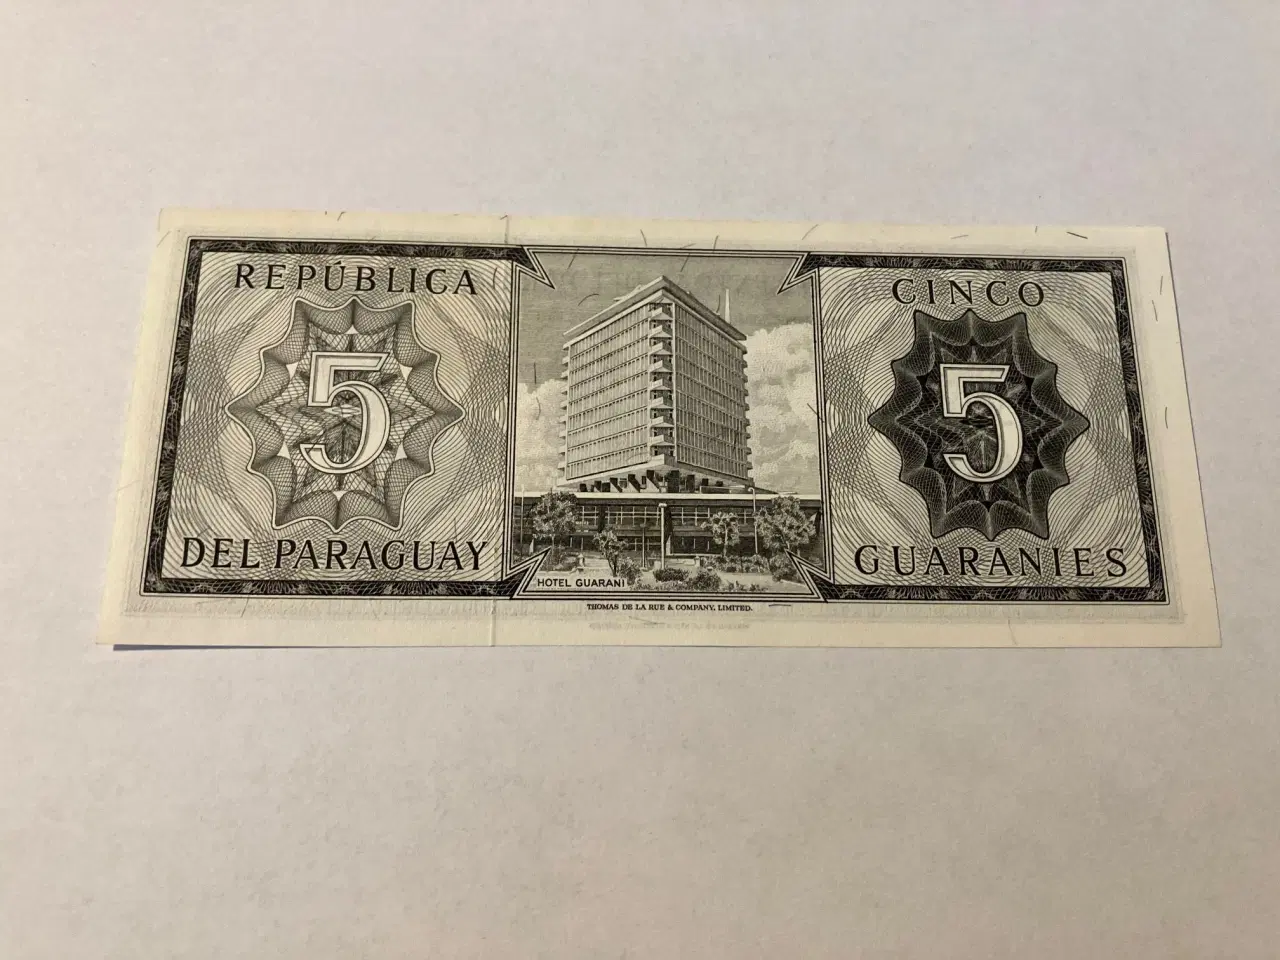 REPÚBLICA
5
DEL PARAGUAY
HOTEL GUARANI
THOMAS DE LA RUE & COMPANY, LIMITED.
CINCO
5
GUARANIES